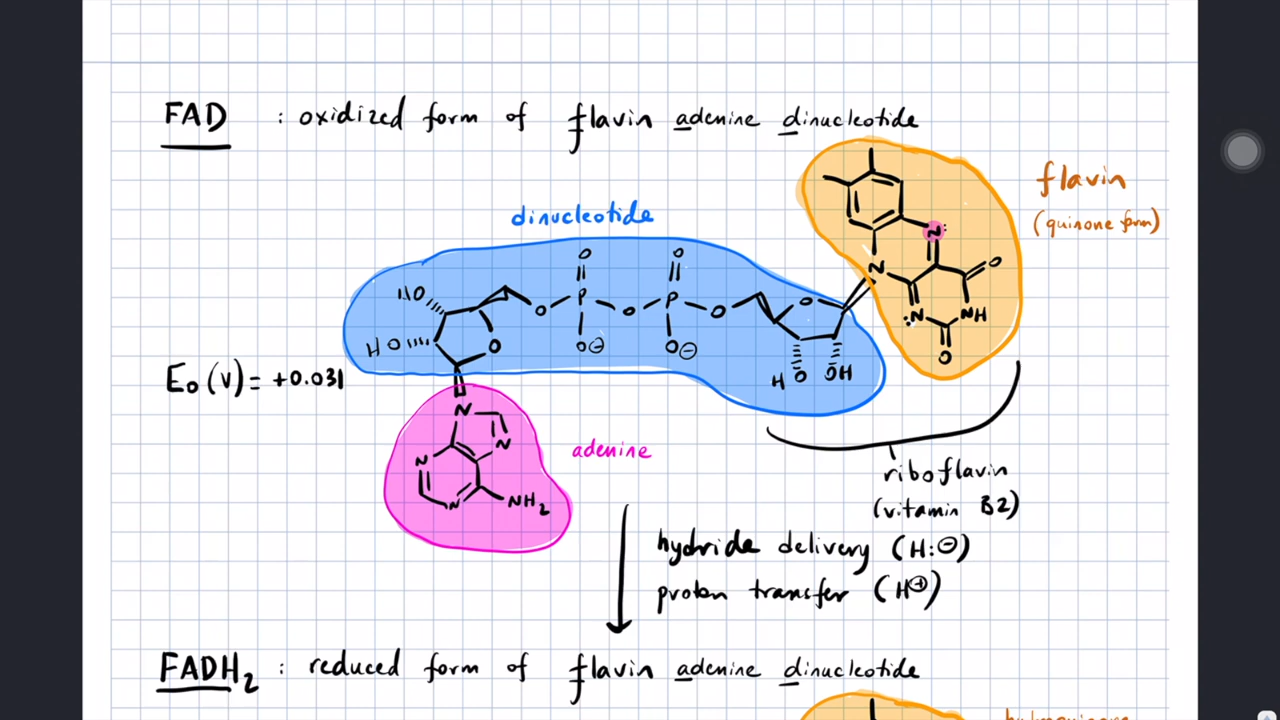 FAD : oxidized form of flavin adenine dinucleotide
flavin
(quinone form)
dinucleotide
O O
HO O P O P O O N N O
HO O O⊖ O⊖ N NH
HO OH O
E₀ (V) = +0.031
N
N N
N NH₂
adenine
riboflavin
(vitamin B2)
hydride delivery (H:⊖)
proton transfer (H⊕)
FADH₂ : reduced form of flavin adenine dinucleotide